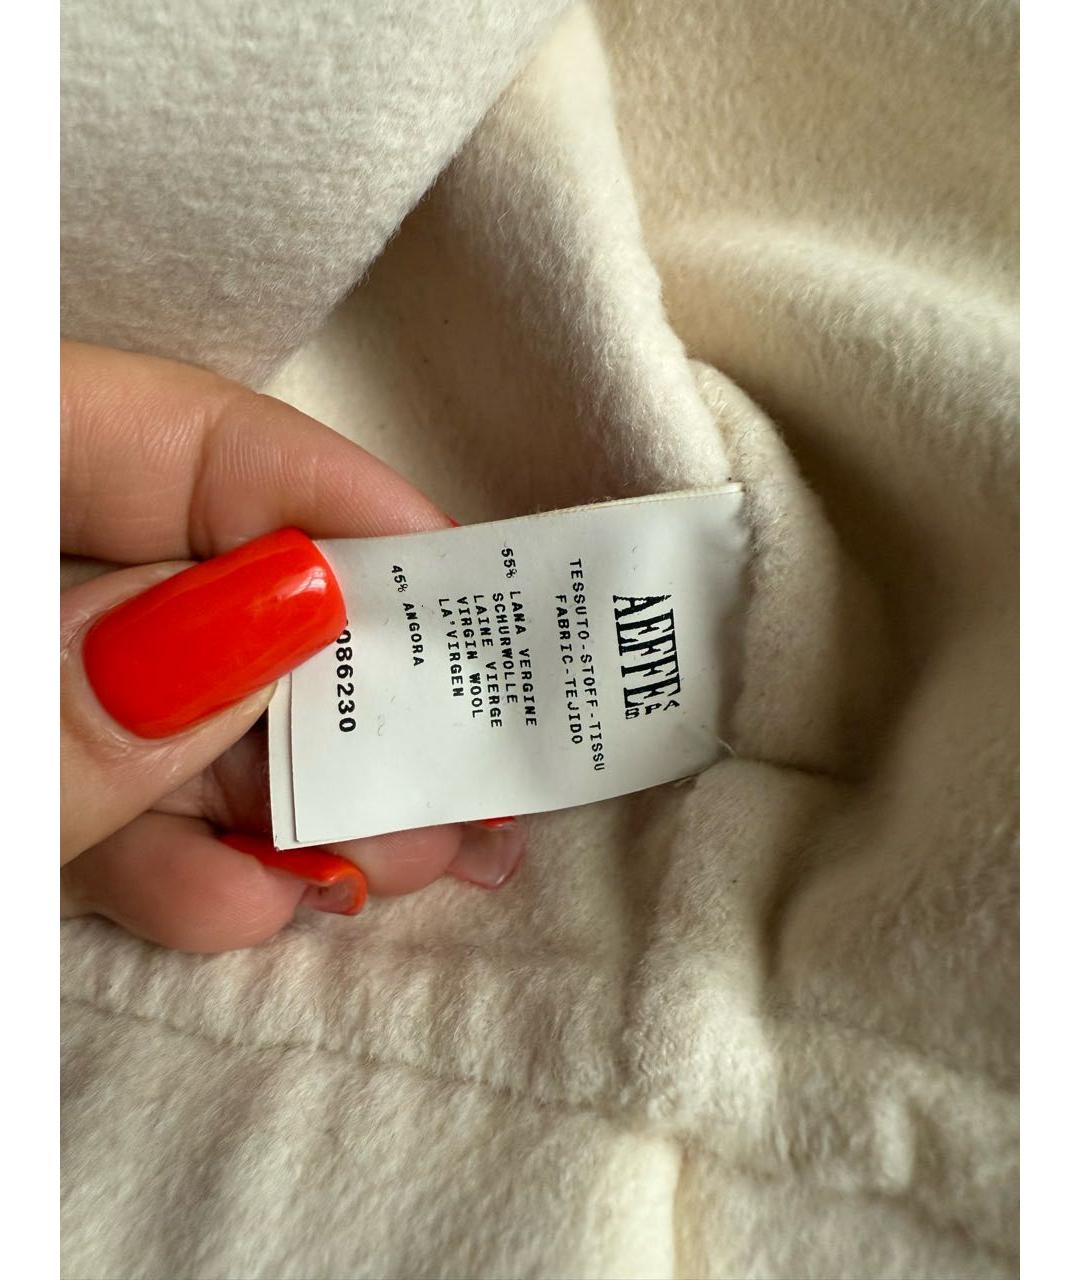 AEFFE SPA
TESSUTO-STOFF-TISSU
FABRIC-TEJIDO
55% LANA VERGINE
SCHURWOLLE
LAINE VIERGE
VIRGIN WOOL
LA'VIRGEN
45% ANGORA
086230